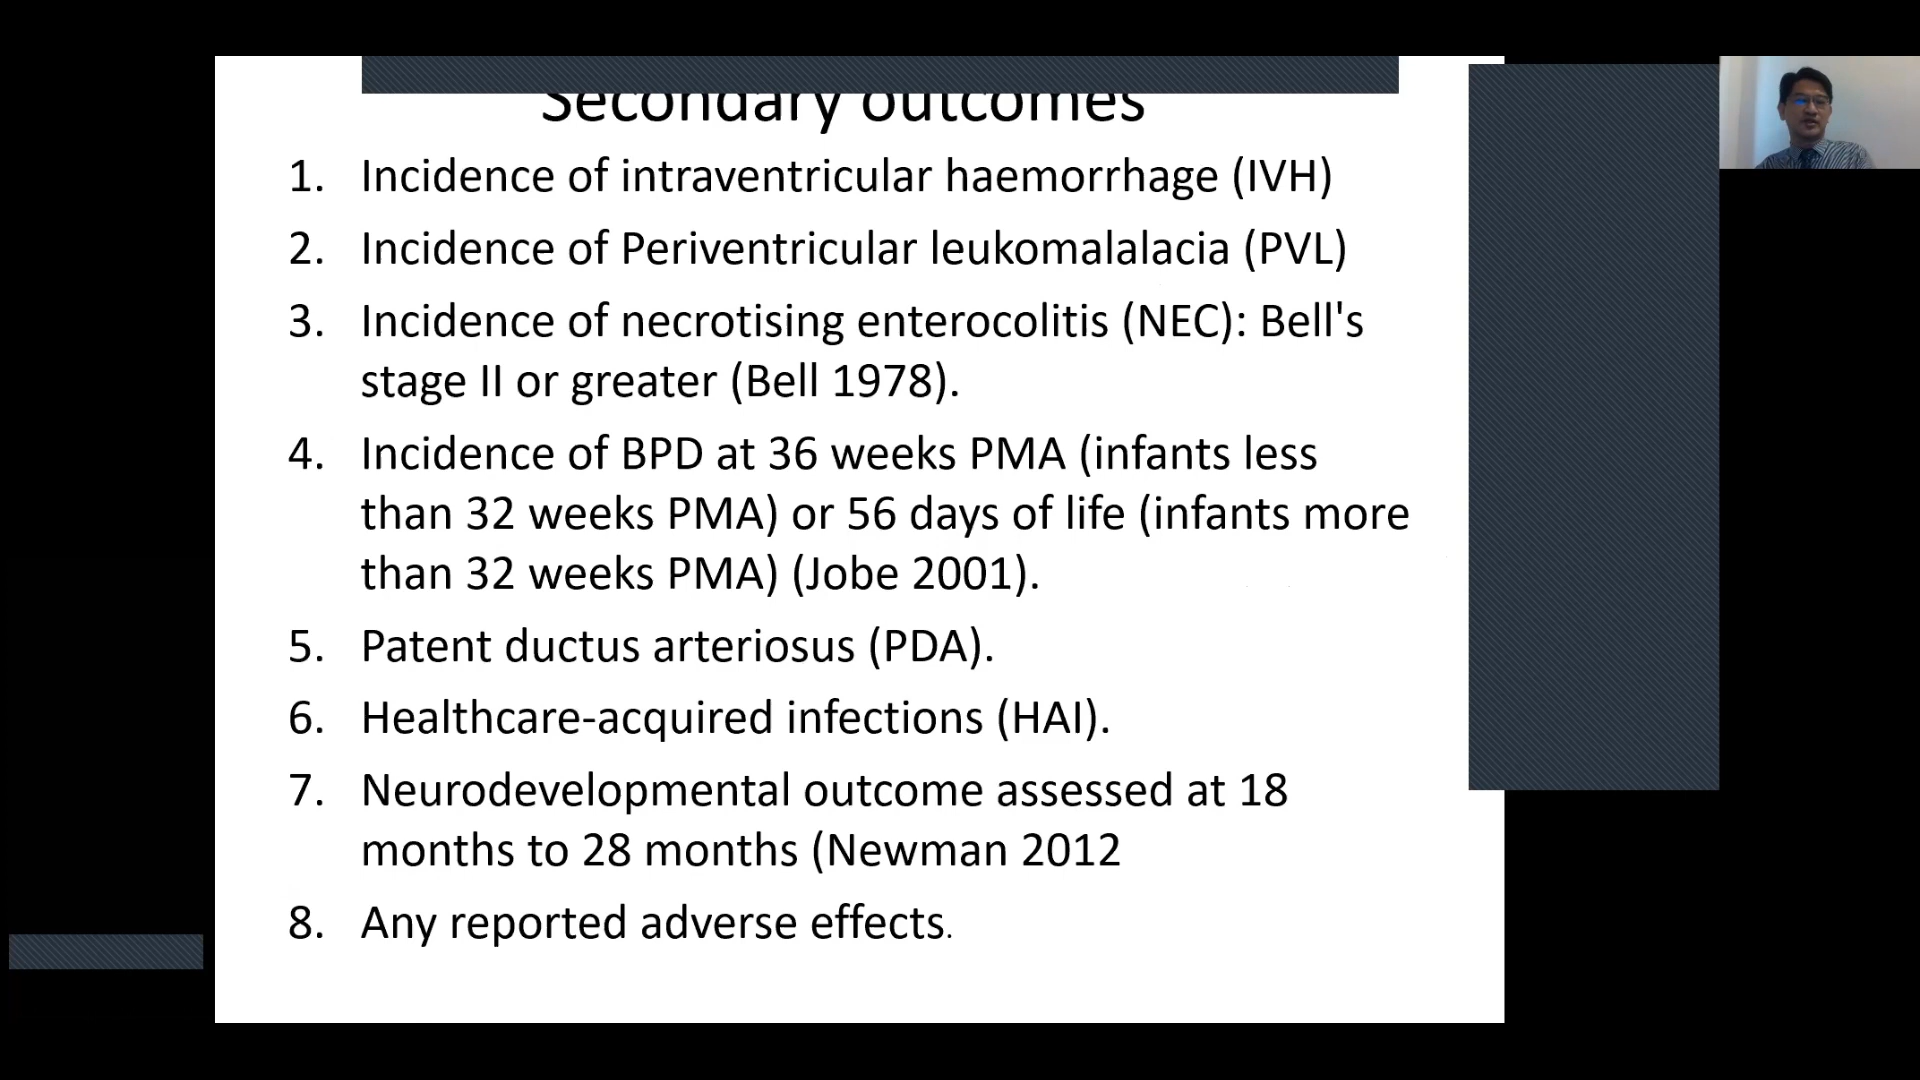 Secondary outcomes
1. Incidence of intraventricular haemorrhage (IVH)
2. Incidence of Periventricular leukomalalacia (PVL)
3. Incidence of necrotising enterocolitis (NEC): Bell's
stage II or greater (Bell 1978).
4. Incidence of BPD at 36 weeks PMA (infants less
than 32 weeks PMA) or 56 days of life (infants more
than 32 weeks PMA) (Jobe 2001).
5. Patent ductus arteriosus (PDA).
6. Healthcare-acquired infections (HAI).
7. Neurodevelopmental outcome assessed at 18
months to 28 months (Newman 2012
8. Any reported adverse effects.